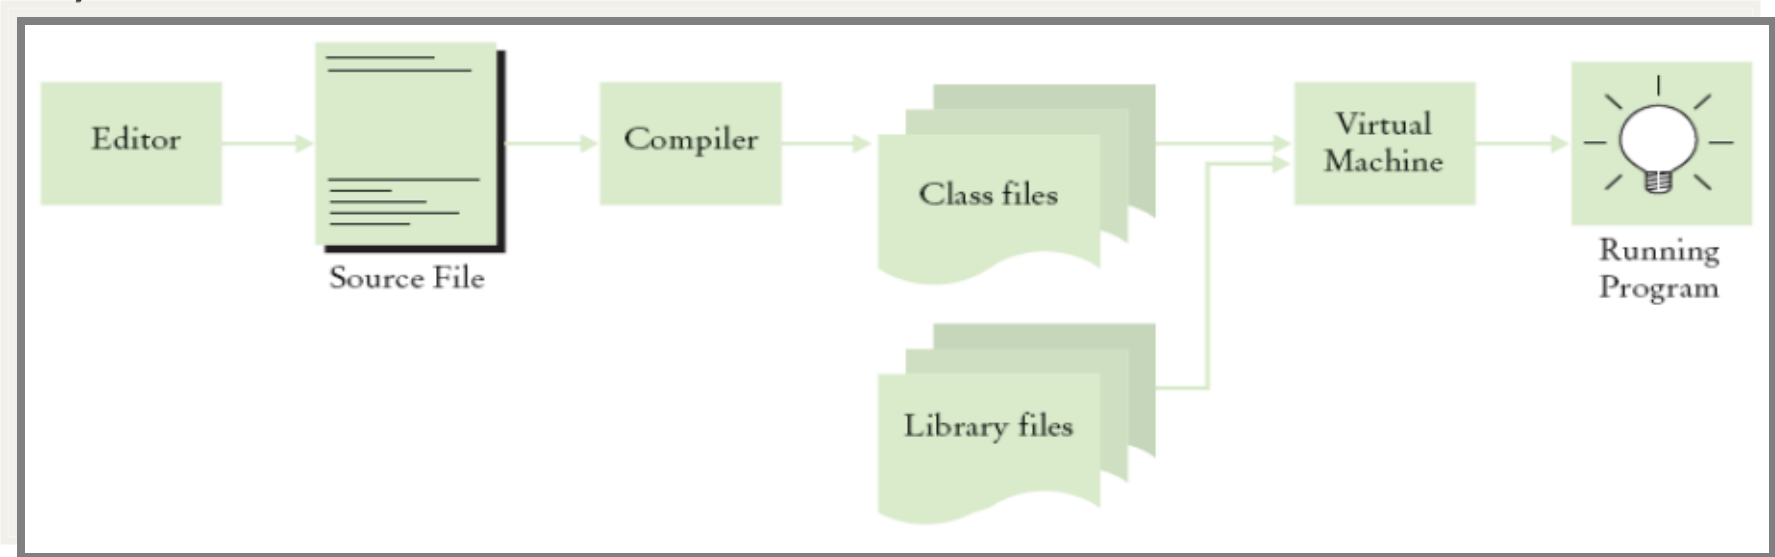 Editor
Source File
Compiler
Class files
Library files
Virtual
Machine
Running
Program